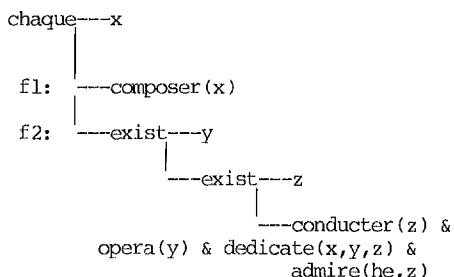 chaque---x
f1: ---composer(x)
f2: ---exist---y
---exist---z
---conducter(z) &
opera(y) & dedicate(x,y,z) &
admire(he,z)